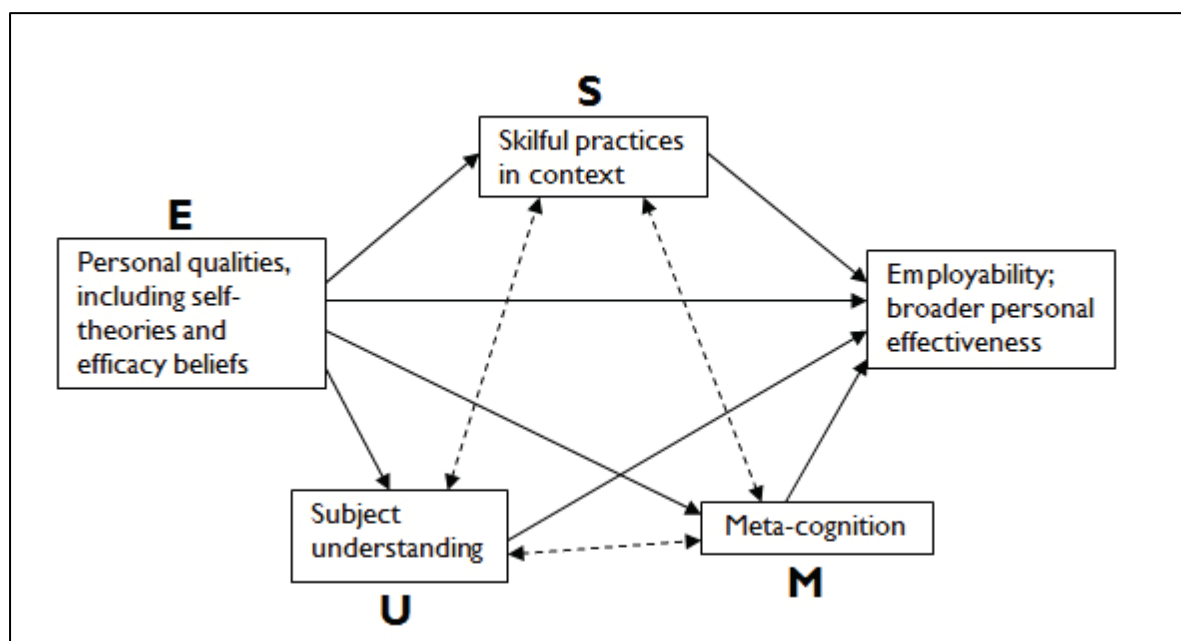 S
Skilful practices
in context
E
Personal qualities,
including self-
theories and
efficacy beliefs
Employability;
broader personal
effectiveness
Subject
understanding
U
Meta-cognition
M